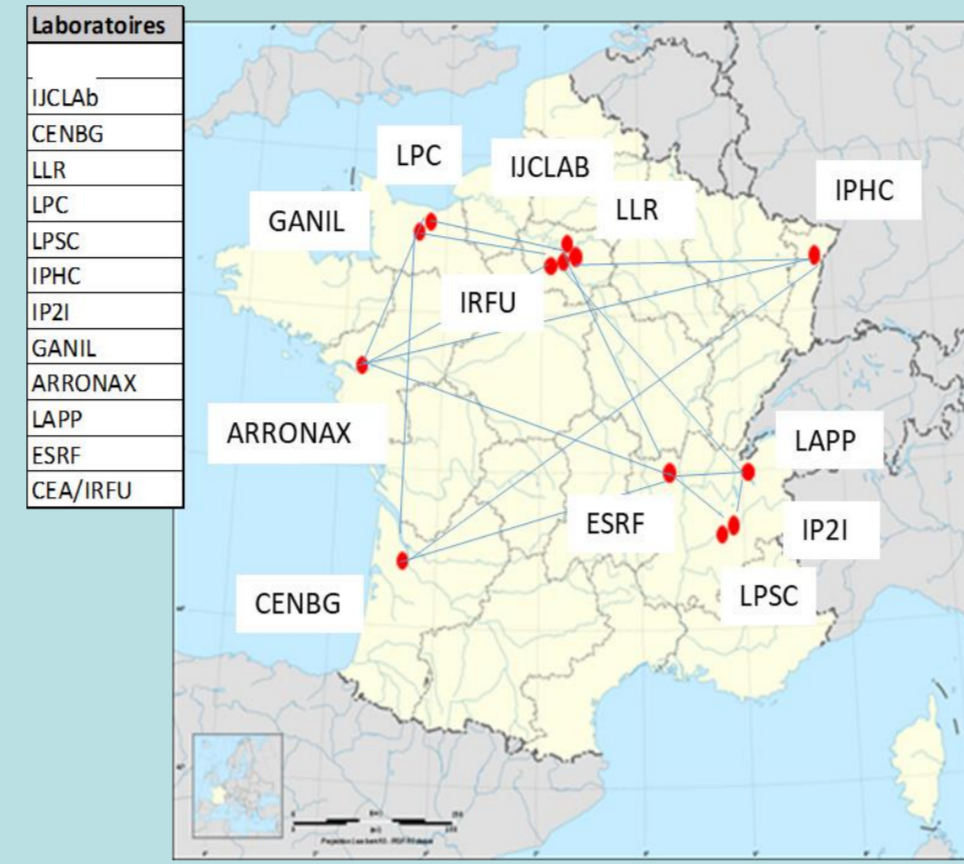 Laboratoires
IJCLAb
CENBG
LLR
LPC
LPSC
IPHC
IP2I
GANIL
ARRONAX
LAPP
ESRF
CEA/IRFU
LPC
IJCLAB
IPHC
LLR
GANIL
IRFU
ARRONAX
LAPP
ESRF
IP2I
LPSC
CENBG